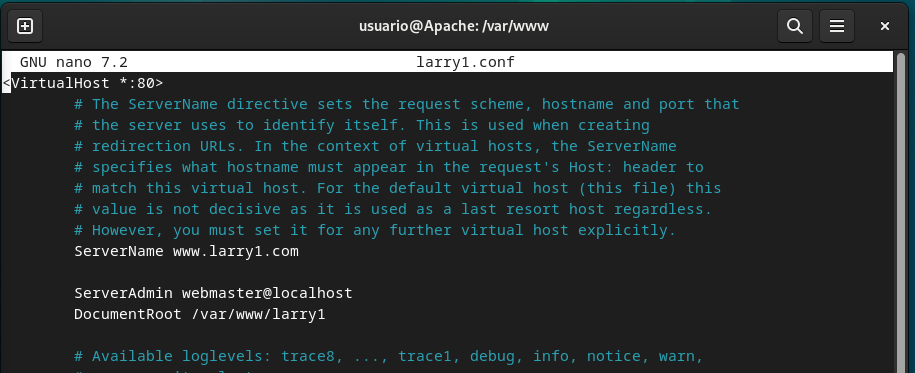 usuario@Apache: /var/www
GNU nano 7.2 larry1.conf
<VirtualHost *:80>
# The ServerName directive sets the request scheme, hostname and port that
# the server uses to identify itself. This is used when creating
# redirection URLs. In the context of virtual hosts, the ServerName
# specifies what hostname must appear in the request's Host: header to
# match this virtual host. For the default virtual host (this file) this
# value is not decisive as it is used as a last resort host regardless.
# However, you must set it for any further virtual host explicitly.
ServerName www.larry1.com
ServerAdmin webmaster@localhost
DocumentRoot /var/www/larry1
# Available loglevels: trace8, ..., trace1, debug, info, notice, warn,